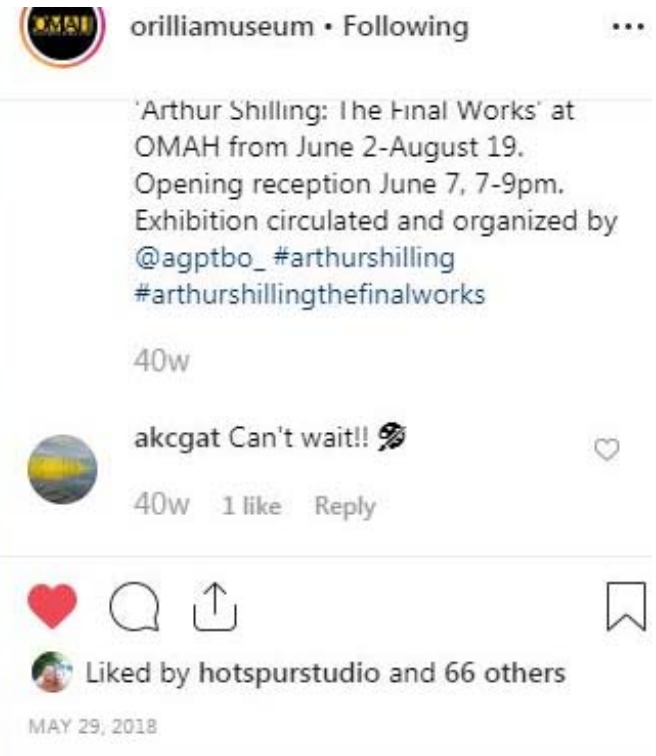 OMAH
orilliamuseum • Following
'Arthur Shilling: The Final Works' at
OMAH from June 2-August 19.
Opening reception June 7, 7-9pm.
Exhibition circulated and organized by
@agptbo_ #arthurshilling
#arthurshillingthefinalworks
40w
akcgat Can't wait!!
40w 1 like Reply
Liked by hotspurstudio and 66 others
MAY 29, 2018